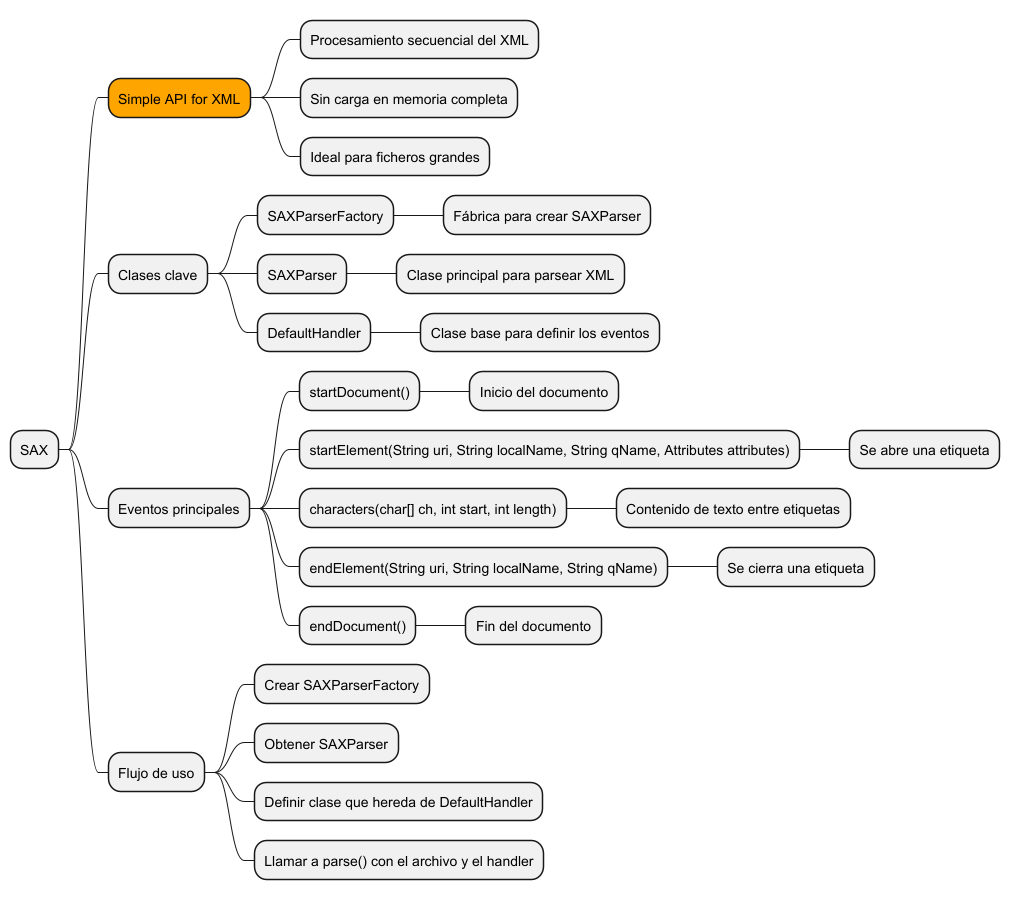 Procesamiento secuencial del XML
Simple API for XML
Sin carga en memoria completa
Ideal para ficheros grandes
SAXParserFactory
Fábrica para crear SAXParser
Clases clave
SAXParser
Clase principal para parsear XML
DefaultHandler
Clase base para definir los eventos
startDocument()
Inicio del documento
SAX
startElement(String uri, String localName, String qName, Attributes attributes)
Se abre una etiqueta
Eventos principales
characters(char[] ch, int start, int length)
Contenido de texto entre etiquetas
endElement(String uri, String localName, String qName)
Se cierra una etiqueta
endDocument()
Fin del documento
Crear SAXParserFactory
Obtener SAXParser
Flujo de uso
Definir clase que hereda de DefaultHandler
Llamar a parse() con el archivo y el handler